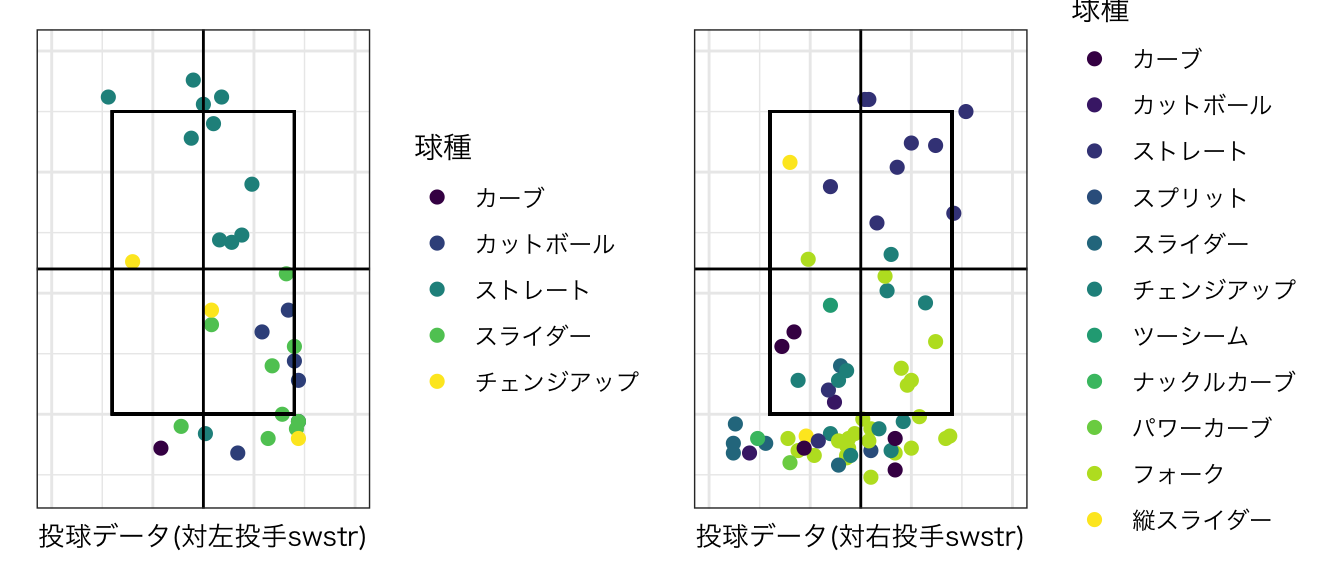 球種
カーブ
カットボール
ストレート
スライダー
チェンジアップ
投球データ(対左投手swstr)
球種
カーブ
カットボール
ストレート
スプリット
スライダー
チェンジアップ
ツーシーム
ナックルカーブ
パワーカーブ
フォーク
縦スライダー
投球データ(対右投手swstr)